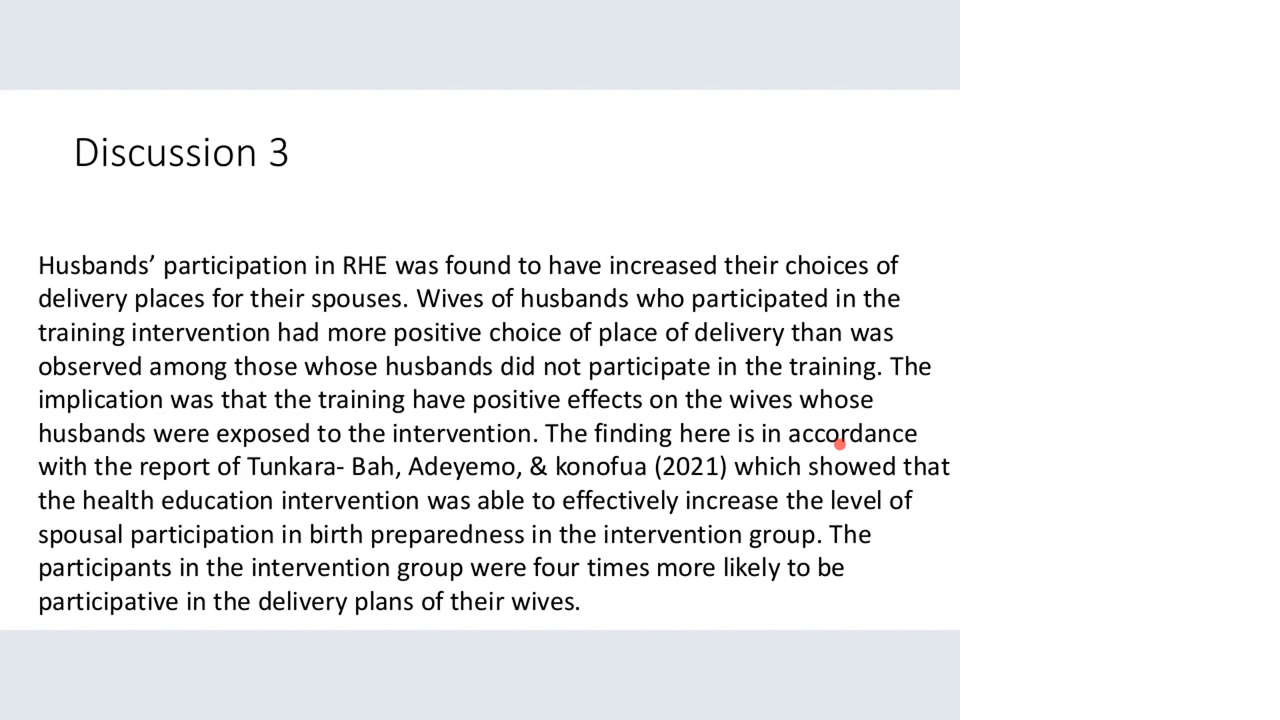 Discussion 3
Husbands’ participation in RHE was found to have increased their choices of
delivery places for their spouses. Wives of husbands who participated in the
training intervention had more positive choice of place of delivery than was
observed among those whose husbands did not participate in the training. The
implication was that the training have positive effects on the wives whose
husbands were exposed to the intervention. The finding here is in accordance
with the report of Tunkara- Bah, Adeyemo, & konofua (2021) which showed that
the health education intervention was able to effectively increase the level of
spousal participation in birth preparedness in the intervention group. The
participants in the intervention group were four times more likely to be
participative in the delivery plans of their wives.